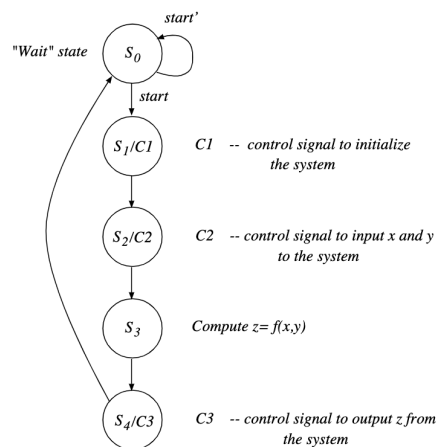 start'
"Wait" state
S0
start
S1/C1
C1 -- control signal to initialize
the system
S2/C2
C2 -- control signal to input x and y
to the system
S3
Compute z= f(x,y)
S4/C3
C3 -- control signal to output z from
the system